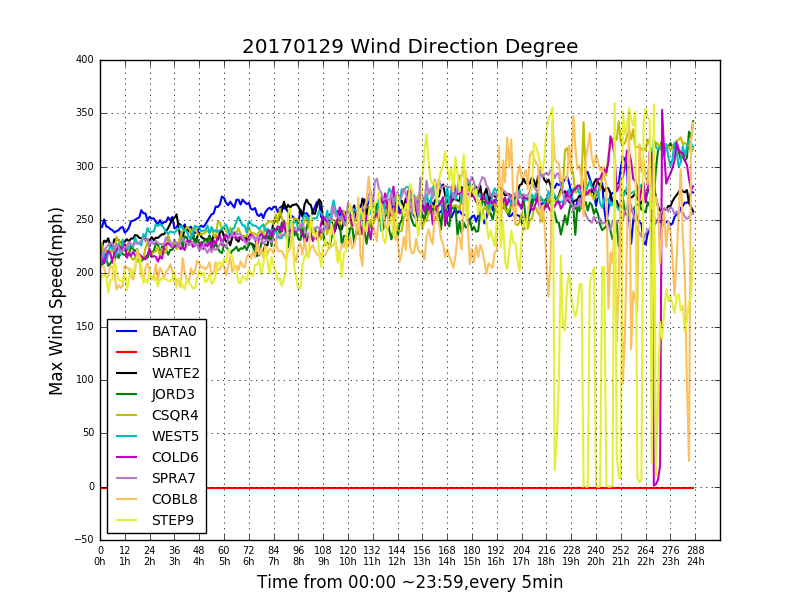 20170129 Wind Direction Degree
Max Wind Speed(mph)
400
350
300
250
200
150
100
50
0
−50
BATA0
SBRI1
WATE2
JORD3
CSQR4
WEST5
COLD6
SPRA7
COBL8
STEP9
0 12 24 36 48 60 72 84 96 108 120 132 144 156 168 180 192 204 216 228 240 252 264 276 288
0h 1h 2h 3h 4h 5h 6h 7h 8h 9h 10h 11h 12h 13h 14h 15h 16h 17h 18h 19h 20h 21h 22h 23h 24h
Time from 00:00 ~23:59,every 5min